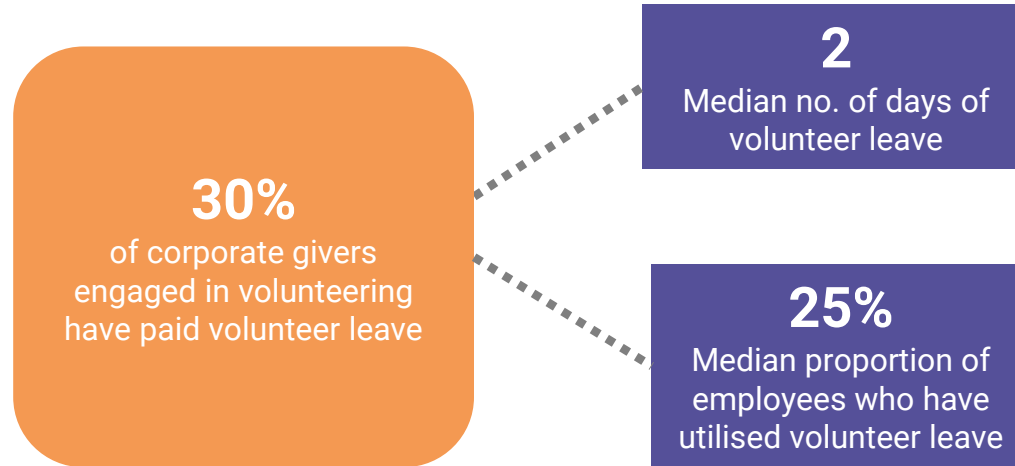 30%
of corporate givers
engaged in volunteering
have paid volunteer leave
2
Median no. of days of
volunteer leave
25%
Median proportion of
employees who have
utilised volunteer leave